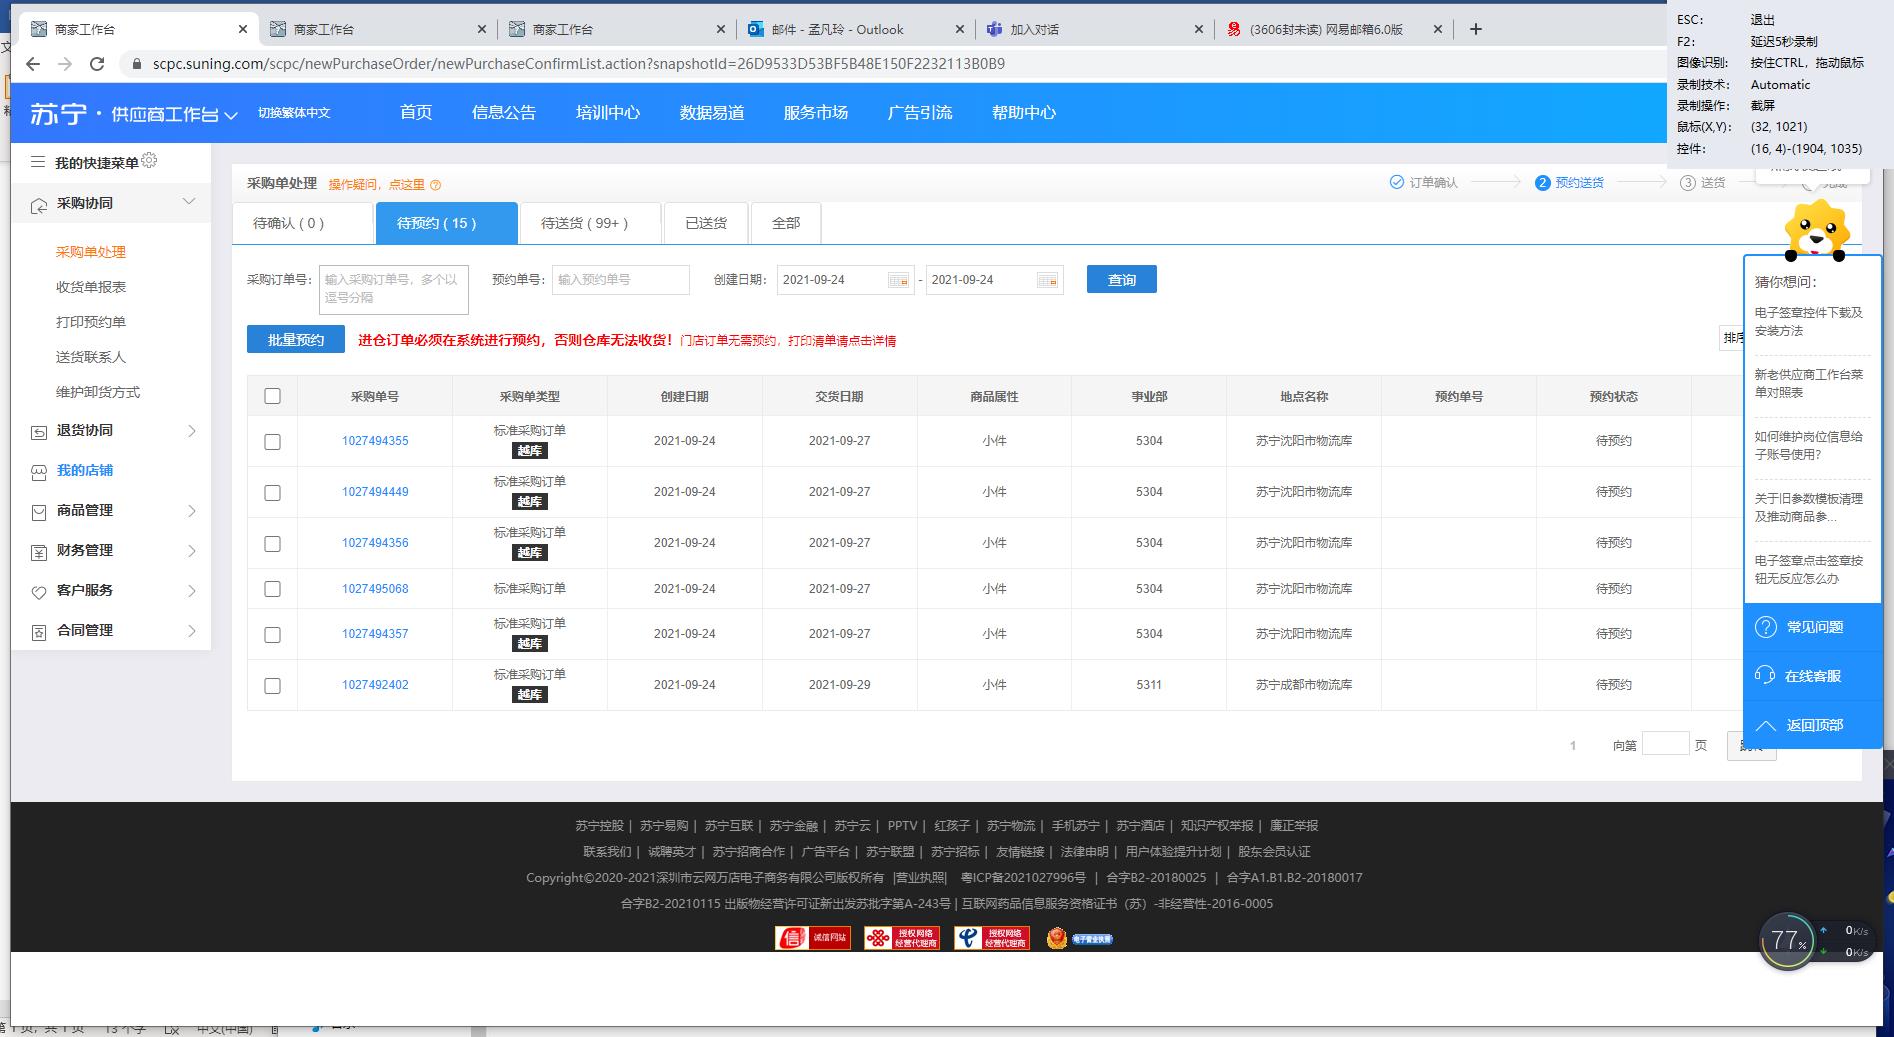 商家工作台
商家工作台
商家工作台
邮件 - 孟凡玲 - Outlook
加入对话
(3606封未读) 网易邮箱6.0版
ESC: 退出
F2: 延迟5秒录制
图像识别: 按住CTRL，拖动鼠标
录制技术: Automatic
录制操作: 截屏
鼠标(X,Y): (32, 1021)
控件: (16, 4)-(1904, 1035)
scpc.suning.com/scpc/newPurchaseOrder/newPurchaseConfirmList.action?snapshotId=26D9533D53BF5B48E150F2232113B0B9
苏宁 · 供应商工作台 切换繁体中文 首页 信息公告 培训中心 数据易道 服务市场 广告引流 帮助中心
我的快捷菜单
采购协同
采购单处理
收货单报表
打印预约单
送货联系人
维护卸货方式
退货协同
我的店铺
商品管理
财务管理
客户服务
合同管理
采购单处理 操作疑问，点这里
订单确认 2 预约送货 3 送货 完成
待确认 ( 0 ) 待预约 ( 15 ) 待送货 ( 99+ ) 已送货 全部
采购订单号: 输入采购订单号，多个以逗号分隔 预约单号: 输入预约单号 创建日期: 2021-09-24 - 2021-09-24 查询
批量预约 进仓订单必须在系统进行预约，否则仓库无法收货！门店订单无需预约，打印清单请点击详情
排序
采购单号 采购单类型 创建日期 交货日期 商品属性 事业部 地点名称 预约单号 预约状态
1027494355 标准采购订单 越库 2021-09-24 2021-09-27 小件 5304 苏宁沈阳市物流库 待预约
1027494449 标准采购订单 越库 2021-09-24 2021-09-27 小件 5304 苏宁沈阳市物流库 待预约
1027494356 标准采购订单 越库 2021-09-24 2021-09-27 小件 5304 苏宁沈阳市物流库 待预约
1027495068 标准采购订单 2021-09-24 2021-09-27 小件 5304 苏宁沈阳市物流库 待预约
1027494357 标准采购订单 越库 2021-09-24 2021-09-27 小件 5304 苏宁沈阳市物流库 待预约
1027492402 标准采购订单 越库 2021-09-24 2021-09-29 小件 5311 苏宁成都市物流库 待预约
1 向第 页
猜你想问:
电子签章控件下载及
安装方法
新老供应商工作台菜
单对照表
如何维护岗位信息给
子账号使用?
关于旧参数模板清理
及推动商品参...
电子签章点击签章按
钮无反应怎么办
常见问题
在线客服
返回顶部
苏宁控股 | 苏宁易购 | 苏宁互联 | 苏宁金融 | 苏宁云 | PPTV | 红孩子 | 苏宁物流 | 手机苏宁 | 苏宁酒店 | 知识产权举报 | 廉正举报
联系我们 | 诚聘英才 | 苏宁招商合作 | 广告平台 | 苏宁联盟 | 苏宁招标 | 友情链接 | 法律申明 | 用户体验提升计划 | 股东会员认证
Copyright©2020-2021深圳市云网万店电子商务有限公司版权所有 |营业执照| 粤ICP备2021027996号 | 合字B2-20180025 | 合字A1.B1.B2-20180017
合字B2-20210115 出版物经营许可证新出发苏批字第A-243号 | 互联网药品信息服务资格证书（苏）-非经营性-2016-0005
信 诚信网站
授权网络
经营代理商
授权网络
经营代理商
电子营业执照
77%
0K/s
0K/s
中文(中国)